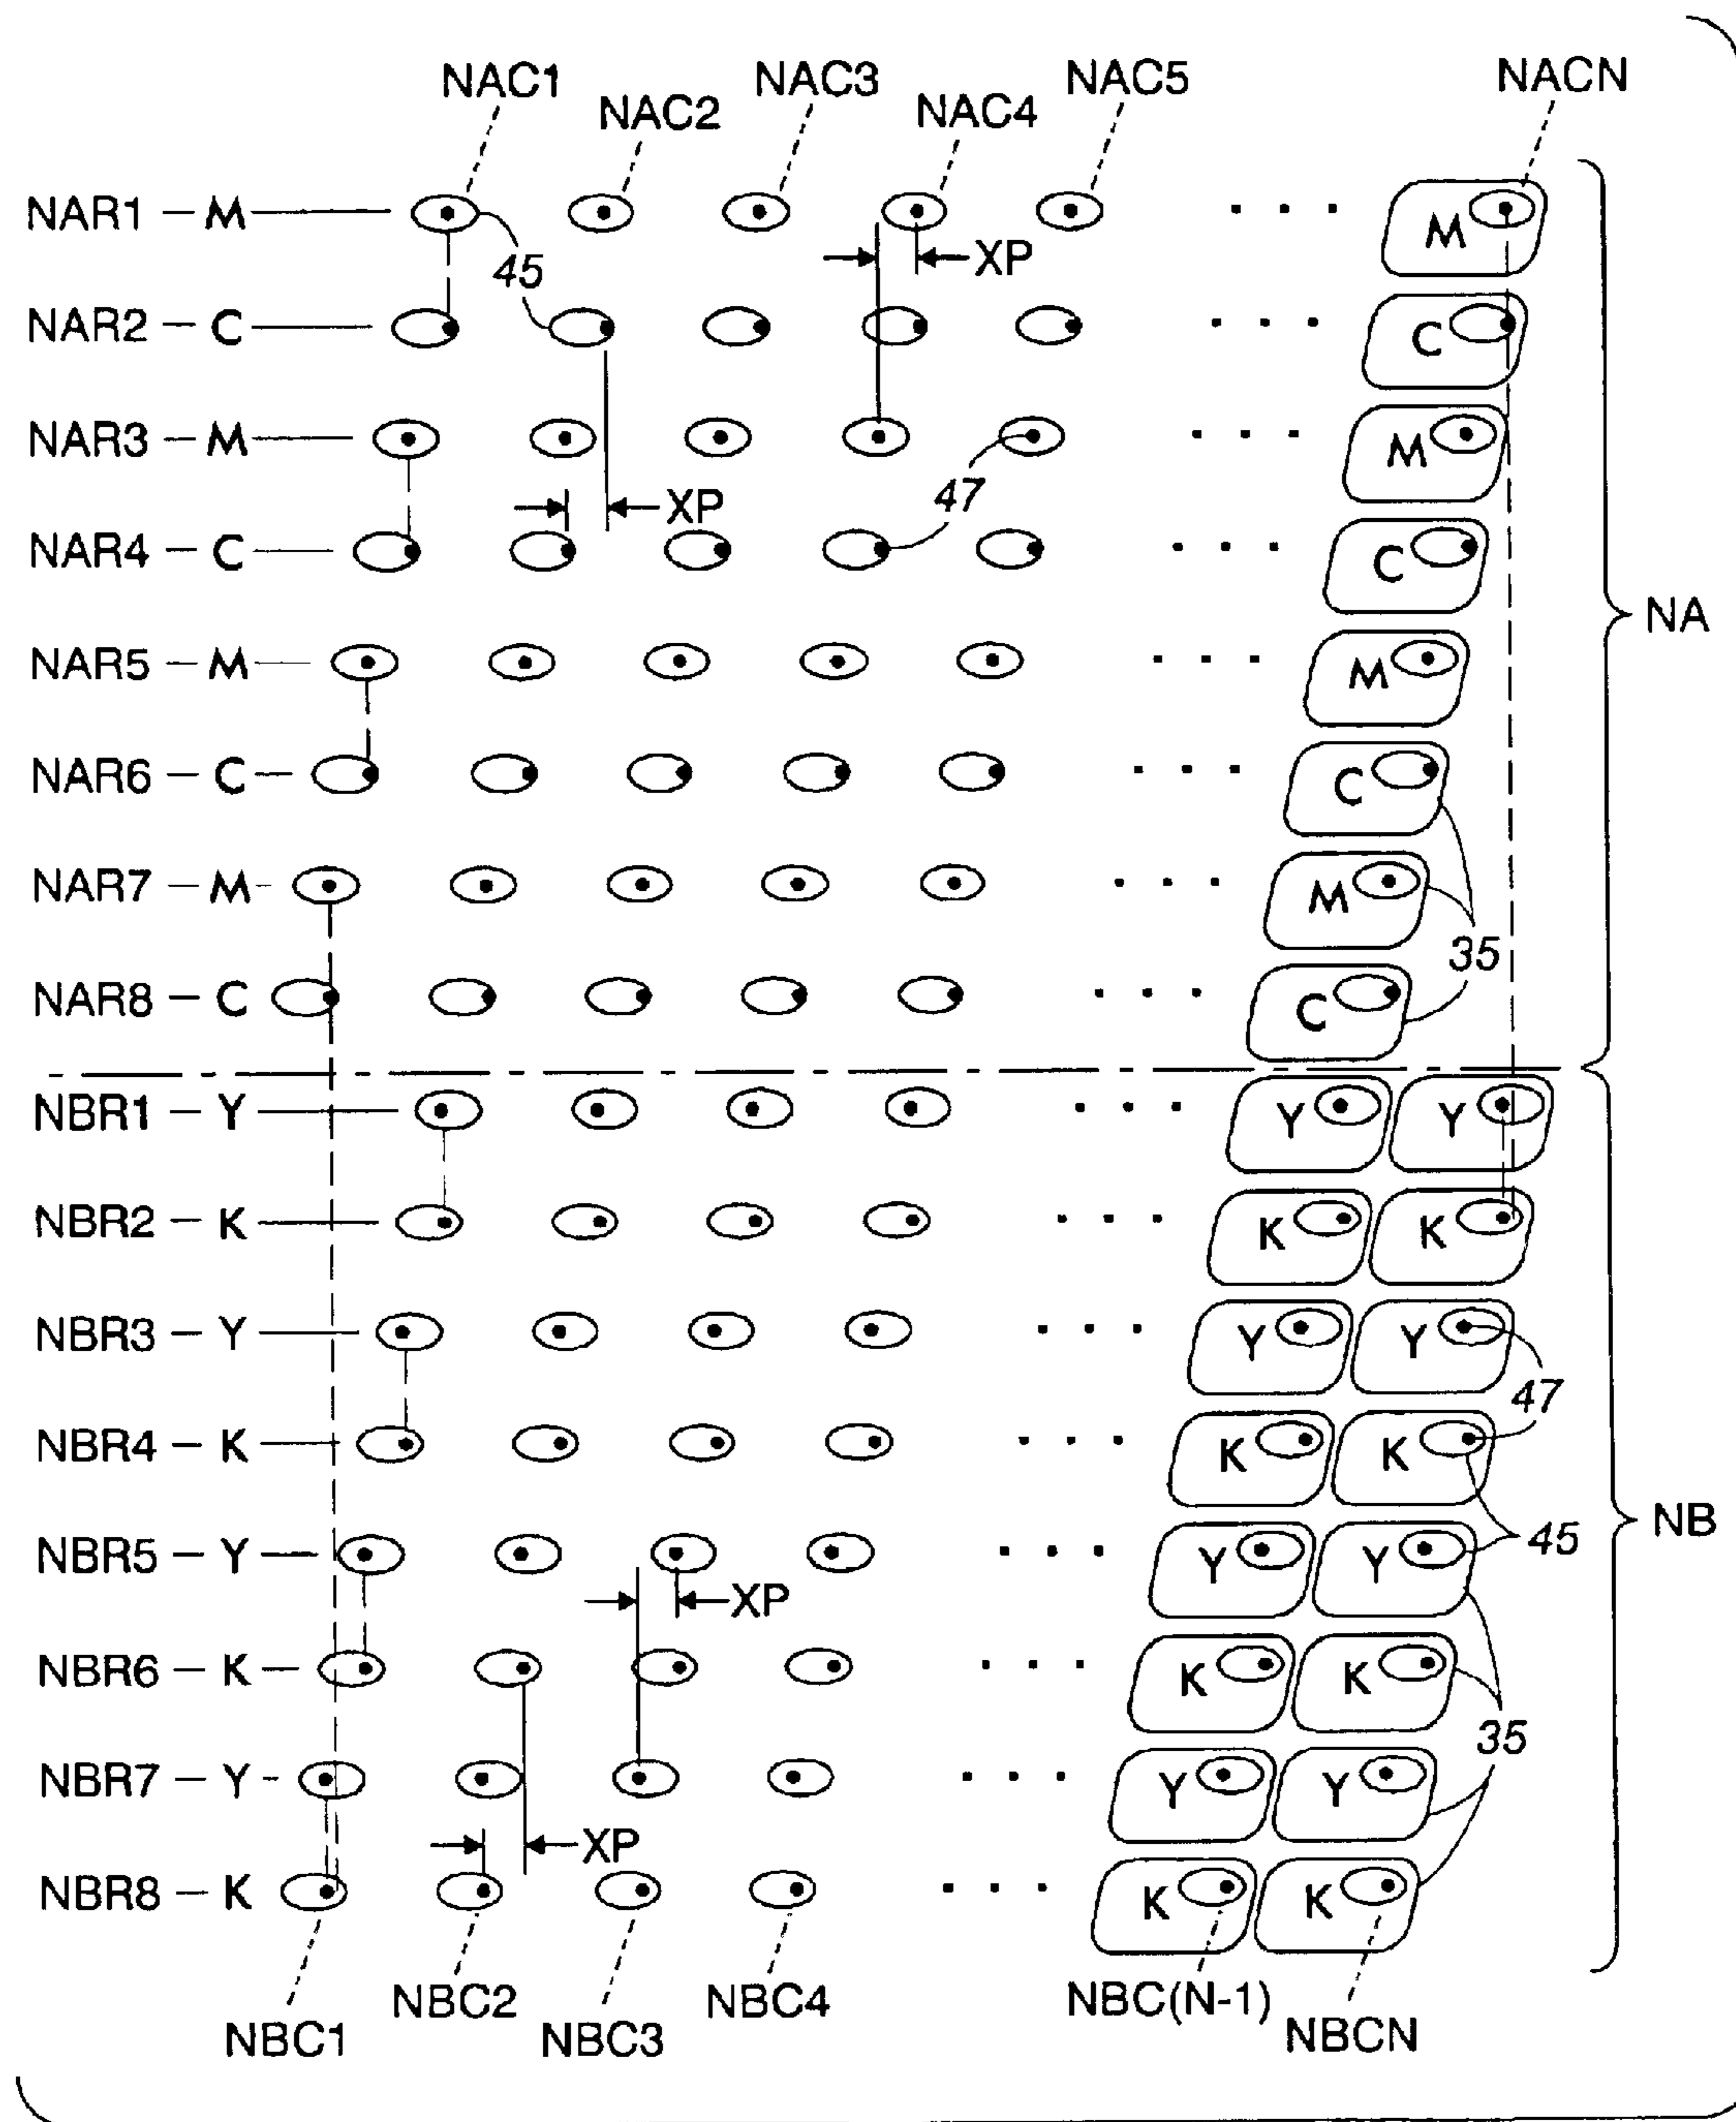 NAC1 NAC2 NAC3 NAC4 NAC5 NACN
NAR1 – M M
45 XP
NAR2 – C C
NAR3 – M M
XP 47
NAR4 – C C
NA
NAR5 – M M
NAR6 – C C
NAR7 – M M
35
NAR8 – C C
NBR1 – Y Y Y
NBR2 – K K K
NBR3 – Y Y Y
47
NBR4 – K K K
NB
NBR5 – Y Y Y
45
XP
NBR6 – K K K
35
NBR7 – Y Y Y
XP
NBR8 – K K K
NBC1 NBC2 NBC3 NBC4 NBC(N-1) NBCN